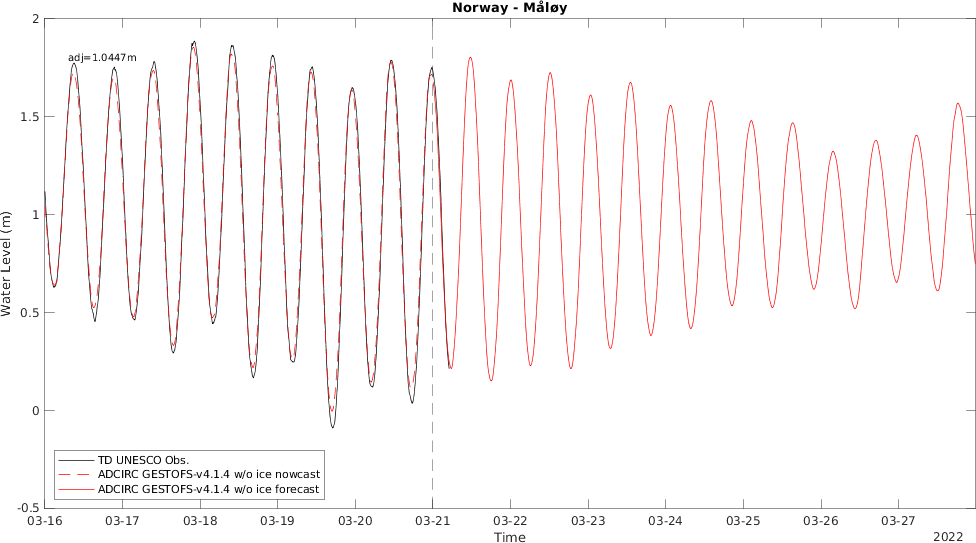 Norway - Måløy
adj=1.0447m
2
1.5
1
0.5
0
-0.5
Water Level (m)
TD UNESCO Obs.
ADCIRC GESTOFS-v4.1.4 w/o ice nowcast
ADCIRC GESTOFS-v4.1.4 w/o ice forecast
03-16 03-17 03-18 03-19 03-20 03-21 03-22 03-23 03-24 03-25 03-26 03-27
Time
2022